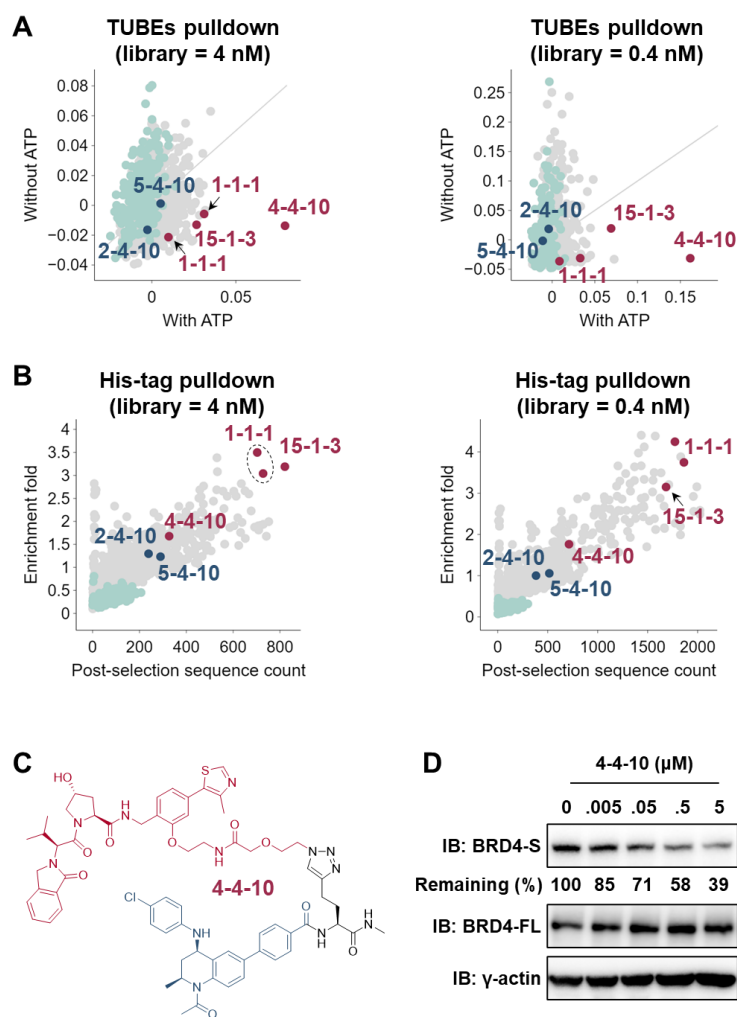 A
TUBEs pulldown
(library = 4 nM)
0.08
0.06
0.04
0.02
0
−0.02
−0.04
Without ATP
5-4-10
1-1-1
4-4-10
15-1-3
2-4-10
1-1-1
0
0.05
With ATP
TUBEs pulldown
(library = 0.4 nM)
0.25
0.20
0.15
0.1
0.05
0
−0.05
Without ATP
2-4-10
15-1-3
4-4-10
5-4-10
1-1-1
0
0.05
0.1
0.15
With ATP
B
His-tag pulldown
(library = 4 nM)
4
3.5
3
2.5
2
1.5
1
0.5
0
Enrichment fold
1-1-1
15-1-3
2-4-10
4-4-10
5-4-10
0
200
400
600
800
Post-selection sequence count
His-tag pulldown
(library = 0.4 nM)
4
3
2
1
0
Enrichment fold
1-1-1
15-1-3
2-4-10
4-4-10
5-4-10
0
500
1000
1500
2000
Post-selection sequence count
C
HO
S
N
H
N
O
N
O
O
N
O
O
N
H
O
O
N
N
N
4-4-10
Cl
HN
O
N
H
O
H
N
N
O
D
4-4-10 (μM)
0 .005 .05 .5 5
IB: BRD4-S
Remaining (%) 100 85 71 58 39
IB: BRD4-FL
IB: γ-actin